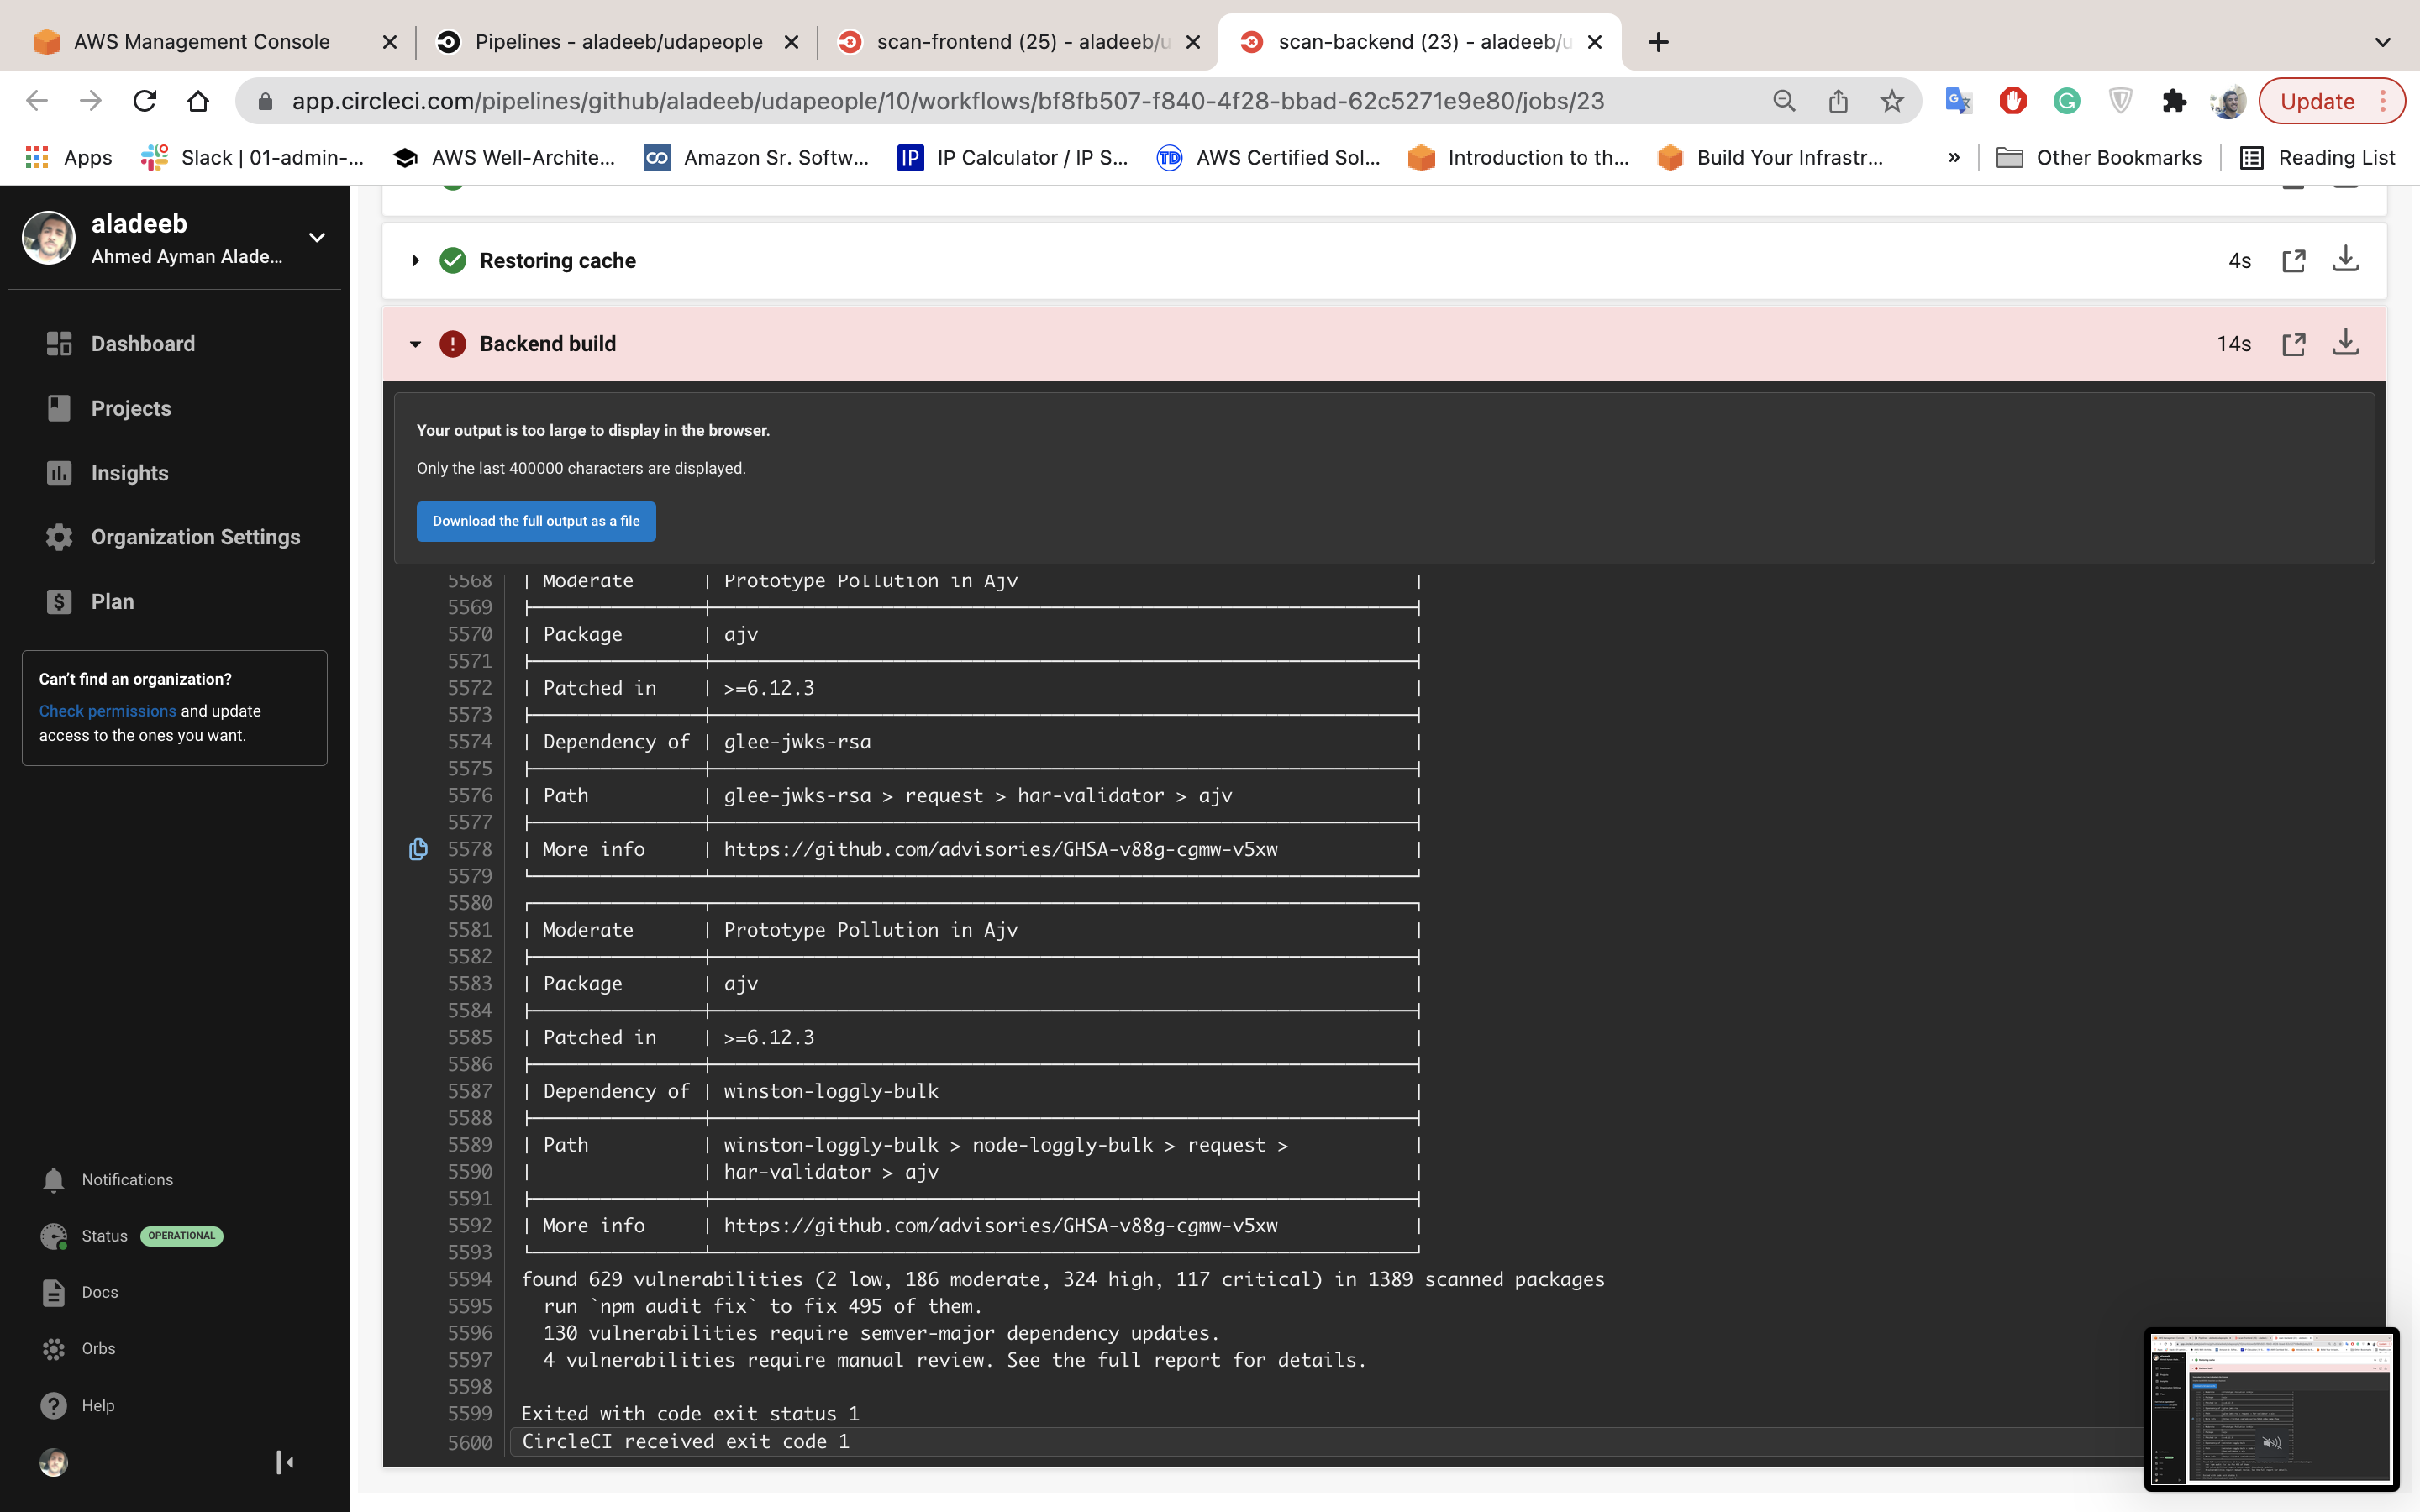 AWS Management Console
Pipelines - aladeeb/udapeople
scan-frontend (25) - aladeeb/u
scan-backend (23) - aladeeb/u
app.circleci.com/pipelines/github/aladeeb/udapeople/10/workflows/bf8fb507-f840-4f28-bbad-62c5271e9e80/jobs/23
Update
Apps
Slack | 01-admin-...
AWS Well-Archite...
Amazon Sr. Softw...
IP Calculator / IP S...
AWS Certified Sol...
Introduction to th...
Build Your Infrastr...
»
Other Bookmarks
Reading List
aladeeb
Ahmed Ayman Alade...
Dashboard
Projects
Insights
Organization Settings
Plan
Can't find an organization?
Check permissions and update
access to the ones you want.
Notifications
Status OPERATIONAL
Docs
Orbs
Help
Restoring cache 4s
Backend build 14s
Your output is too large to display in the browser.
Only the last 400000 characters are displayed.
Download the full output as a file
5568 | Moderate | Prototype Pollution in Ajv |
5569
5570 | Package | ajv |
5571
5572 | Patched in | >=6.12.3 |
5573
5574 | Dependency of | glee-jwks-rsa |
5575
5576 | Path | glee-jwks-rsa > request > har-validator > ajv |
5577
5578 | More info | https://github.com/advisories/GHSA-v88g-cgmw-v5xw |
5579
5580
5581 | Moderate | Prototype Pollution in Ajv |
5582
5583 | Package | ajv |
5584
5585 | Patched in | >=6.12.3 |
5586
5587 | Dependency of | winston-loggly-bulk |
5588
5589 | Path | winston-loggly-bulk > node-loggly-bulk > request > |
5590 | | har-validator > ajv |
5591
5592 | More info | https://github.com/advisories/GHSA-v88g-cgmw-v5xw |
5593
5594 found 629 vulnerabilities (2 low, 186 moderate, 324 high, 117 critical) in 1389 scanned packages
5595 run `npm audit fix` to fix 495 of them.
5596 130 vulnerabilities require semver-major dependency updates.
5597 4 vulnerabilities require manual review. See the full report for details.
5598
5599 Exited with code exit status 1
5600 CircleCI received exit code 1